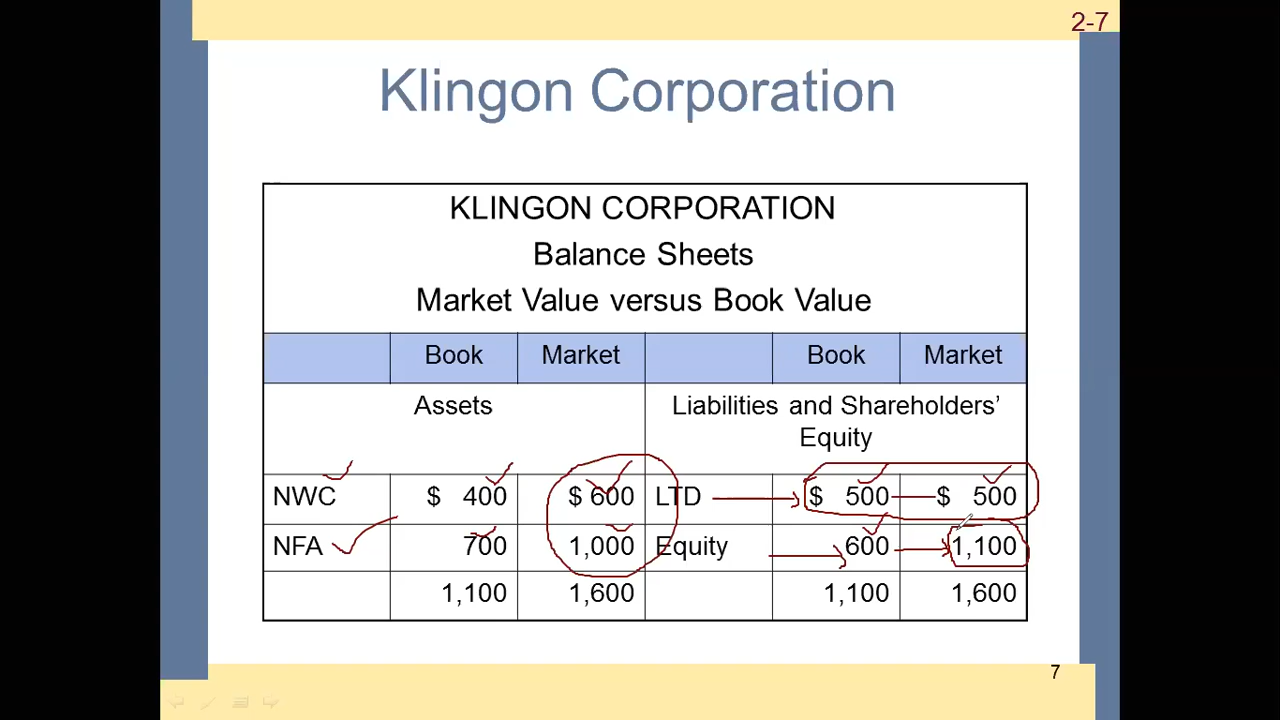 2-7
Klingon Corporation
KLINGON CORPORATION
Balance Sheets
Market Value versus Book Value
Book Market Book Market
Assets Liabilities and Shareholders’
Equity
NWC $ 400 $ 600 LTD $ 500 $ 500
NFA 700 1,000 Equity 600 1,100
1,100 1,600 1,100 1,600
7